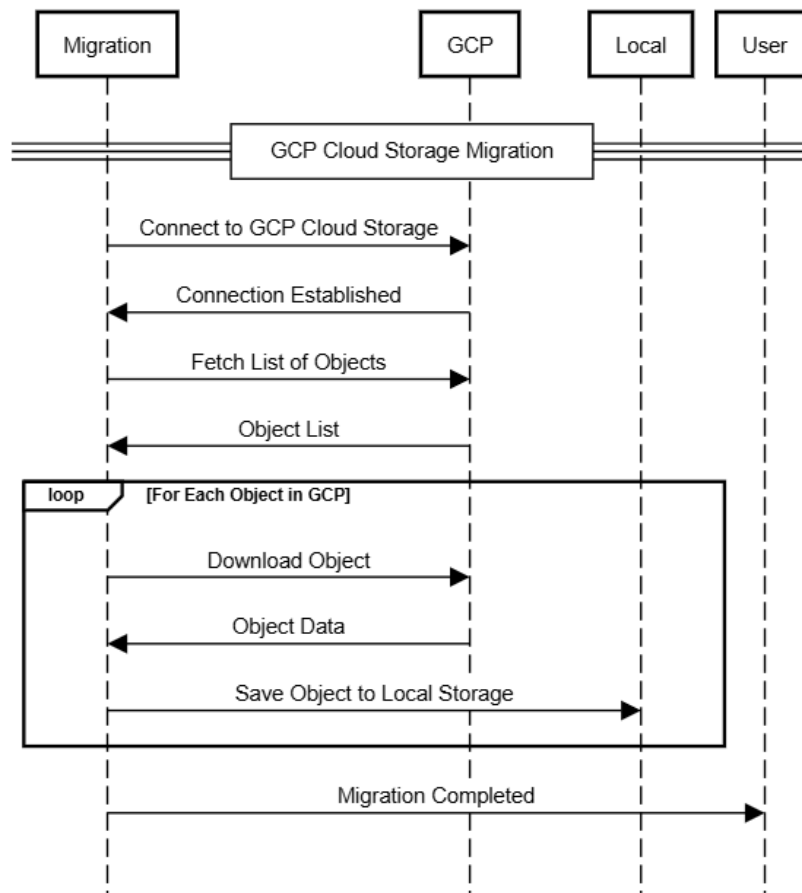 Migration
GCP
Local
User
GCP Cloud Storage Migration
Connect to GCP Cloud Storage
Connection Established
Fetch List of Objects
Object List
loop
[For Each Object in GCP]
Download Object
Object Data
Save Object to Local Storage
Migration Completed